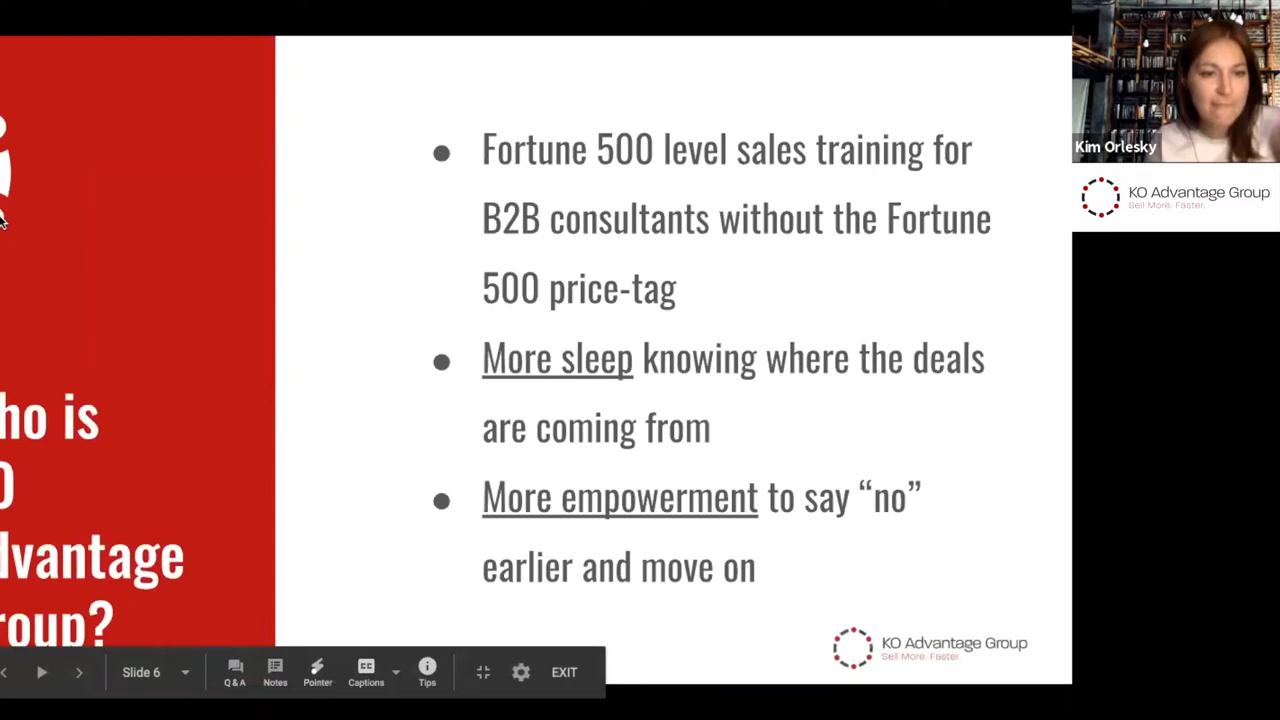 Fortune 500 level sales training for
B2B consultants without the Fortune
500 price-tag
More sleep knowing where the deals
are coming from
More empowerment to say “no”
earlier and move on
ho is
O
dvantage
roup?
KO Advantage Group
Sell More. Faster.
Slide 6
Q & A
Notes
Pointer
CC
Captions
Tips
EXIT
Kim Orlesky
KO Advantage Group
Sell More. Faster.